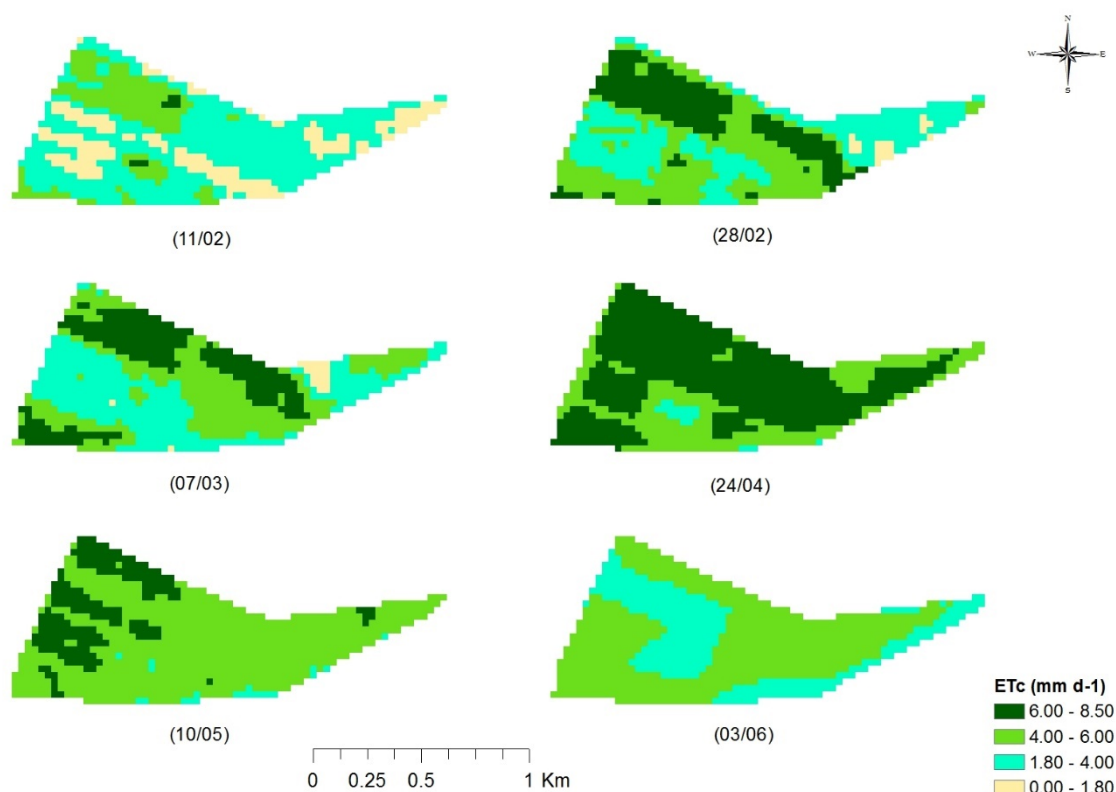 N
W E
S
(11/02)
(28/02)
(07/03)
(24/04)
(10/05)
(03/06)
0 0.25 0.5 1 Km
ETc (mm d-1)
6.00 - 8.50
4.00 - 6.00
1.80 - 4.00
0.00 - 1.80